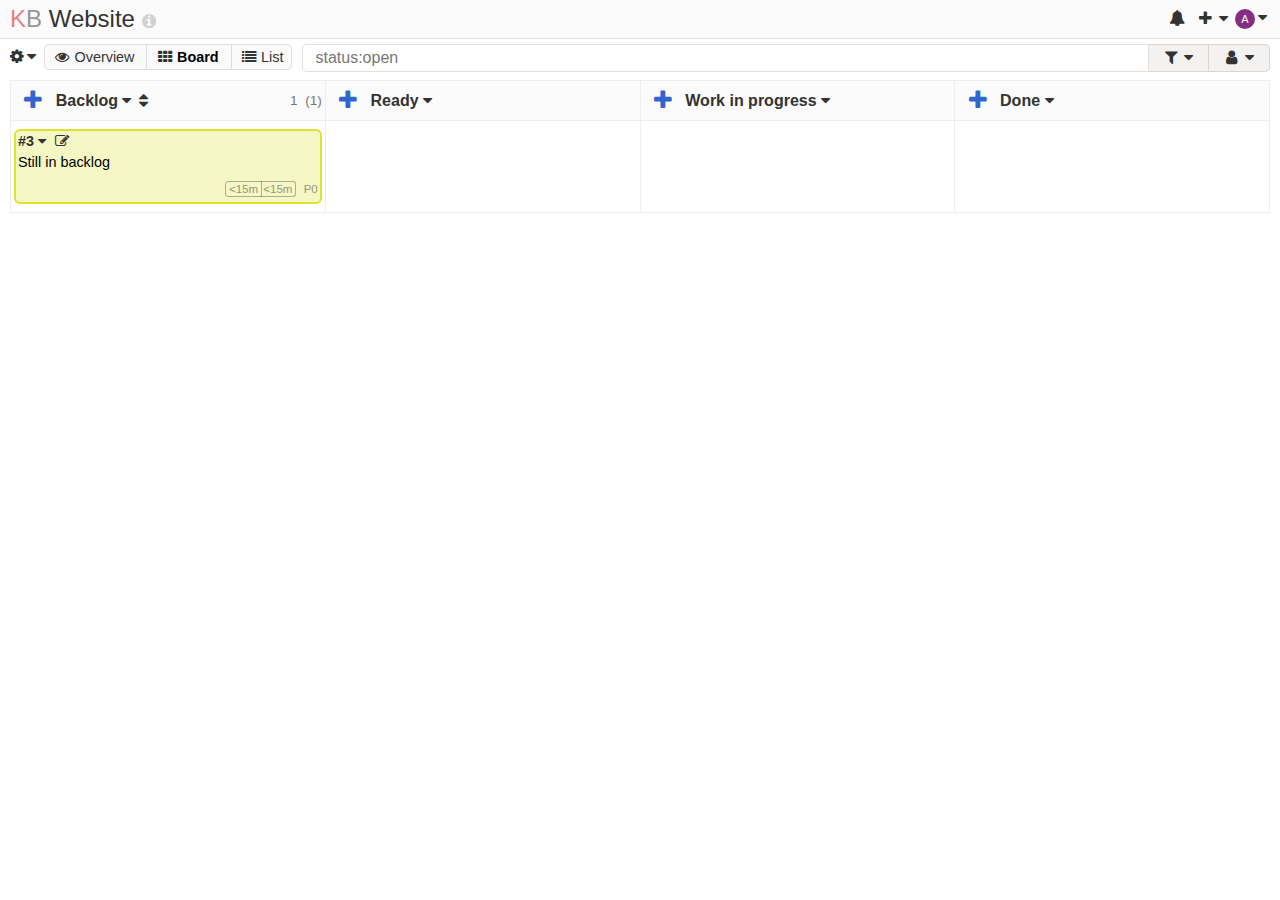 KB Website
A
Overview Board List status:open
Backlog 1 (1) Ready Work in progress Done
#3
Still in backlog
<15m <15m P0